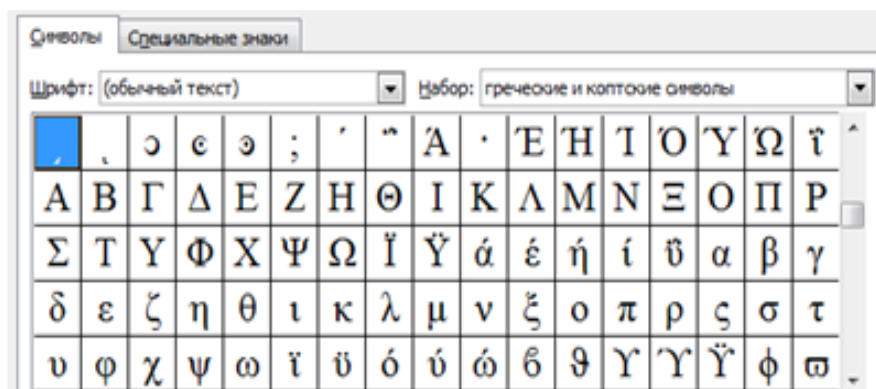 Символы Специальные знаки
Шрифт: (обычный текст) Набор: греческие и коптские символы
͵ ͺ ͻ ͼ ͽ ; ΄ ΅ Ά · Έ Ή Ί Ό Ύ Ώ ΐ
Α Β Γ Δ Ε Ζ Η Θ Ι Κ Λ Μ Ν Ξ Ο Π Ρ
Σ Τ Υ Φ Χ Ψ Ω Ϊ Ϋ ά έ ή ί ΰ α β γ
δ ε ζ η θ ι κ λ μ ν ξ ο π ρ ς σ τ
υ φ χ ψ ω ϊ ϋ ό ύ ώ ϐ ϑ ϒ ϓ ϔ ϕ ϖ